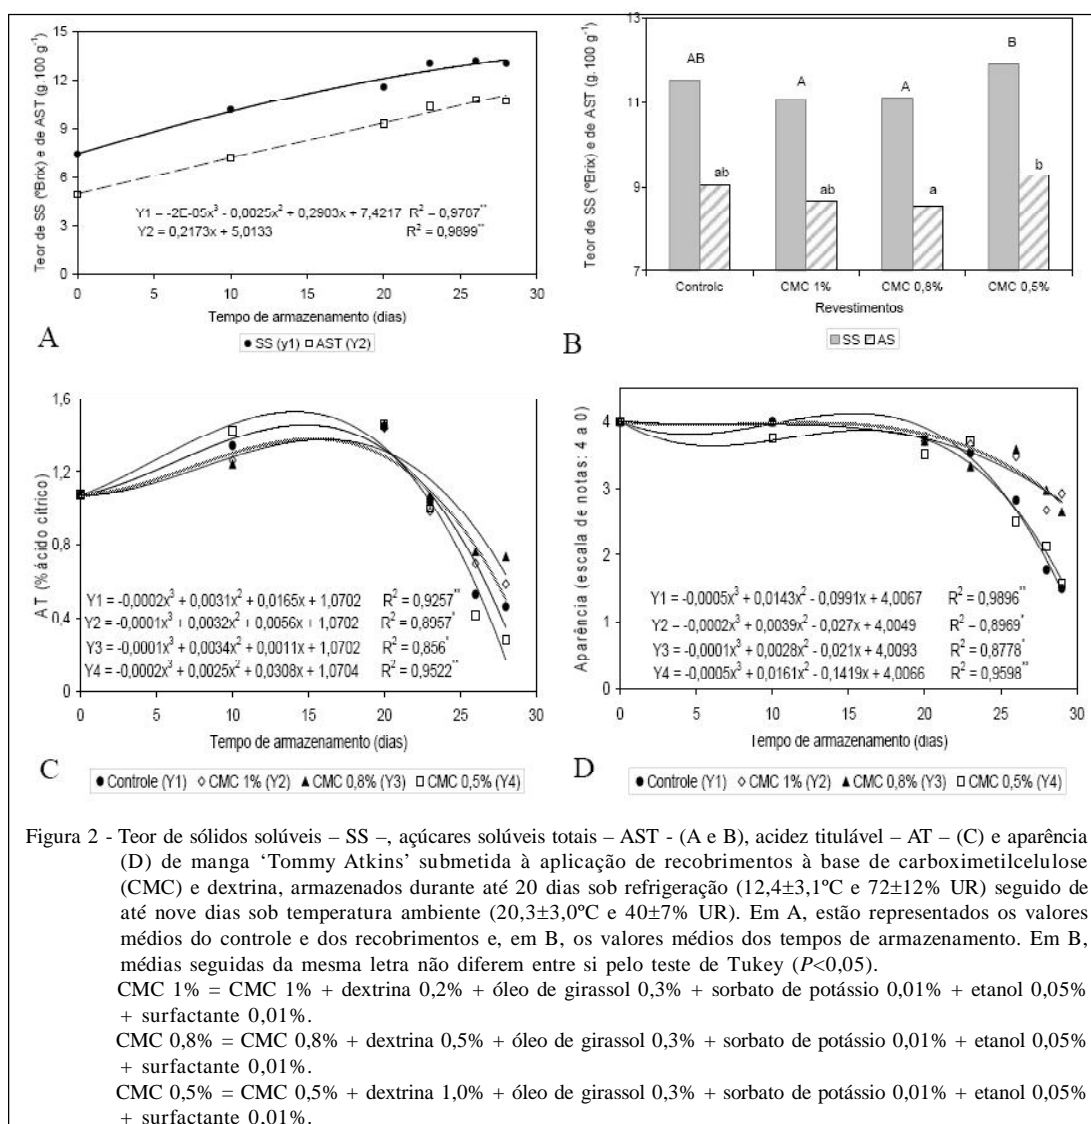 Teor de SS (ºBrix) e de AST (g.100 g⁻¹)
15
12
9
6
3
0
Y1 = -2E-05x³ - 0,0025x² + 0,2903x + 7,4217 R² = 0,9707**
Y2 = 0,2173x + 5,0133 R² = 0,9899**
0 5 10 15 20 25 30
Tempo de armazenamento (dias)
SS (y1) AST (Y2)
A
Teor de SS (ºBrix) e de AST (g.100 g⁻¹)
13
11
9
7
AB
ab
A
ab
A
a
B
b
Controle CMC 1% CMC 0,8% CMC 0,5%
Revestimentos
SS AS
B
AT (% ácido cítrico)
1,6
1,2
0,8
0,4
0
Y1 = -0,0002x³ + 0,0031x² + 0,0165x + 1,0702 R² = 0,9257**
Y2 = -0,0001x³ + 0,0032x² + 0,0056x + 1,0702 R² = 0,8957*
Y3 = -0,0001x³ + 0,0034x² + 0,0011x + 1,0702 R² = 0,856*
Y4 = -0,0002x³ + 0,0025x² + 0,0308x + 1,0704 R² = 0,9522**
0 5 10 15 20 25 30
Tempo de armazenamento (dias)
C
Controle (Y1) CMC 1% (Y2) CMC 0,8% (Y3) CMC 0,5% (Y4)
Aparência (escala de notas: 4 a 0)
5
4
3
2
1
0
Y1 = -0,0005x³ + 0,0143x² - 0,0991x + 4,0067 R² = 0,9896**
Y2 = -0,0002x³ + 0,0039x² - 0,027x + 4,0049 R² = 0,8969*
Y3 = -0,0001x³ + 0,0028x² - 0,021x + 4,0093 R² = 0,8778*
Y4 = -0,0005x³ + 0,0161x² - 0,1419x + 4,0066 R² = 0,9598**
0 5 10 15 20 25 30
Tempo de armazenamento (dias)
D
Controle (Y1) CMC 1% (Y2) CMC 0,8% (Y3) CMC 0,5% (Y4)
Figura 2 - Teor de sólidos solúveis – SS –, açúcares solúveis totais – AST - (A e B), acidez titulável – AT – (C) e aparência
(D) de manga ‘Tommy Atkins’ submetida à aplicação de recobrimentos à base de carboximetilcelulose
(CMC) e dextrina, armazenados durante até 20 dias sob refrigeração (12,4±3,1ºC e 72±12% UR) seguido de
até nove dias sob temperatura ambiente (20,3±3,0ºC e 40±7% UR). Em A, estão representados os valores
médios do controle e dos recobrimentos e, em B, os valores médios dos tempos de armazenamento. Em B,
médias seguidas da mesma letra não diferem entre si pelo teste de Tukey (P<0,05).
CMC 1% = CMC 1% + dextrina 0,2% + óleo de girassol 0,3% + sorbato de potássio 0,01% + etanol 0,05%
+ surfactante 0,01%.
CMC 0,8% = CMC 0,8% + dextrina 0,5% + óleo de girassol 0,3% + sorbato de potássio 0,01% + etanol 0,05%
+ surfactante 0,01%.
CMC 0,5% = CMC 0,5% + dextrina 1,0% + óleo de girassol 0,3% + sorbato de potássio 0,01% + etanol 0,05%
+ surfactante 0,01%.